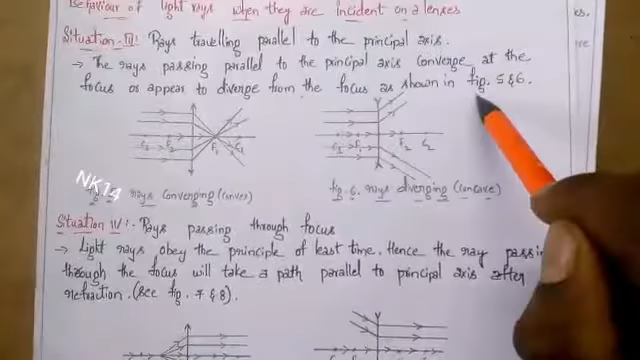 Behaviour of light rays when they are incident on a lenses
Situation III: Rays travelling parallel to the principal axis.
→ The rays passing parallel to the principal axis converge at the
focus or appear to diverge from the focus as shown in fig. 5 & 6.
F1 C2 F2
rays converging (convex)
fig. 6. rays diverging (concave)
NK14
Situation IV: Rays passing through focus
→ Light rays obey the principle of least time. Hence the ray passin
through the focus will take a path parallel to principal axis after
refraction. (see fig. 7 & 8).